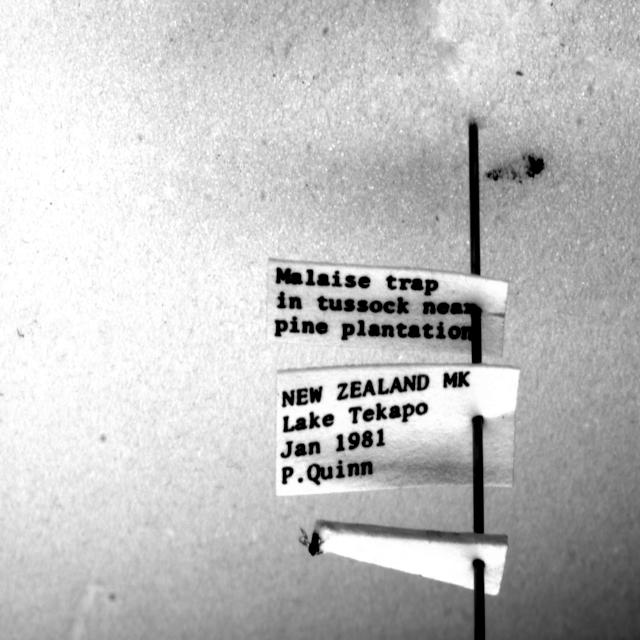 Malaise trap
in tussock near
pine plantation
NEW ZEALAND MK
Lake Tekapo
Jan 1981
P.Quinn